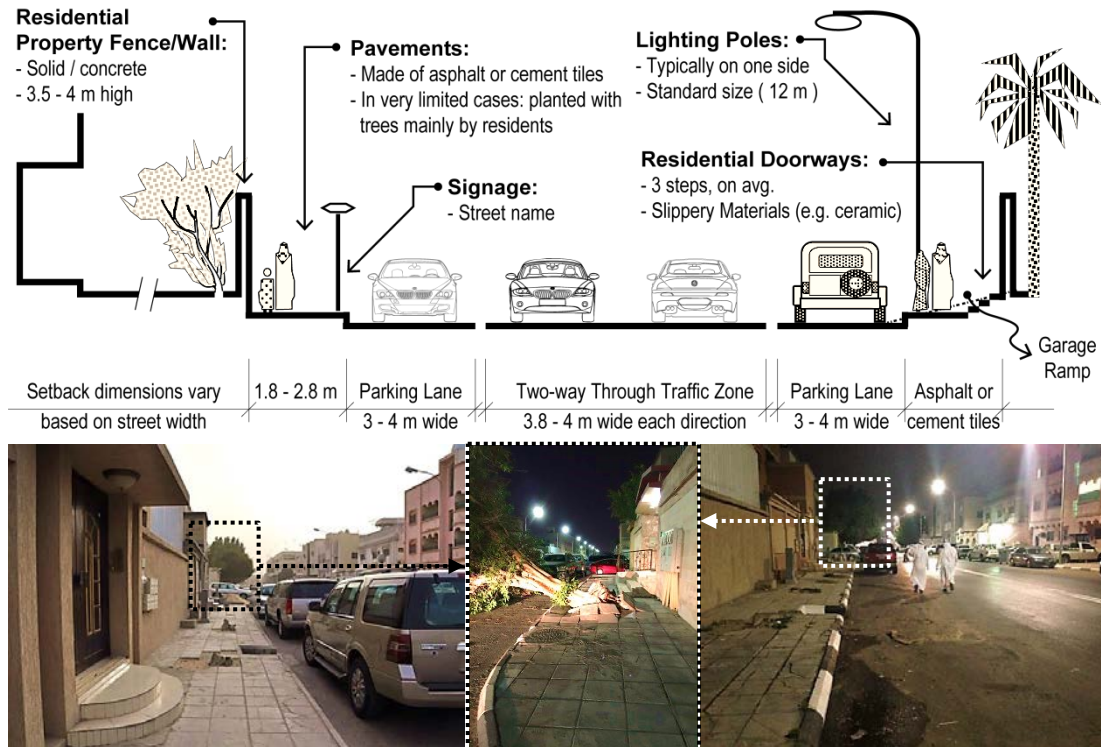 Residential
Property Fence/Wall:
- Solid / concrete
- 3.5 - 4 m high
Pavements:
- Made of asphalt or cement tiles
- In very limited cases: planted with
trees mainly by residents
Signage:
- Street name
Lighting Poles:
- Typically on one side
- Standard size ( 12 m )
Residential Doorways:
- 3 steps, on avg.
- Slippery Materials (e.g. ceramic)
Garage
Ramp
Setback dimensions vary
based on street width
1.8 - 2.8 m
Parking Lane
3 - 4 m wide
Two-way Through Traffic Zone
3.8 - 4 m wide each direction
Parking Lane
3 - 4 m wide
Asphalt or
cement tiles